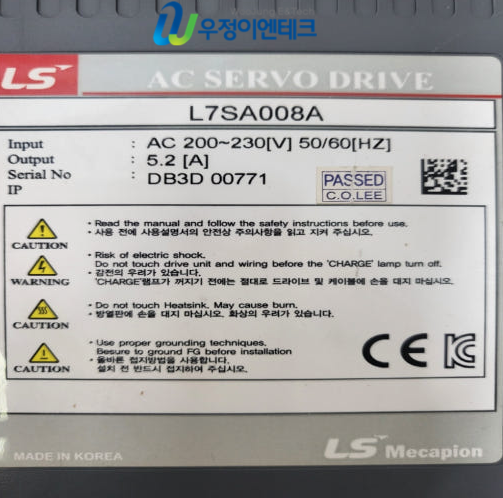 우정이엔테크
LS
AC SERVO DRIVE
L7SA008A
Input : AC 200~230[V] 50/60[HZ]
Output : 5.2 [A]
Serial No : DB3D 00771
IP
PASSED
C.O.LEE
CAUTION
• Read the manual and follow the safety instructions before use.
• 사용 전에 사용설명서의 안전상 주의사항을 읽고 지켜 주십시오.
WARNING
• Risk of electric shock.
Do not touch drive unit and wiring before the 'CHARGE' lamp turn off.
• 감전의 우려가 있습니다.
'CHARGE'램프가 꺼지기 전에는 절대로 드라이브 및 케이블에 손을 대지 마십시오.
CAUTION
• Do not touch Heatsink. May cause burn.
• 방열판에 손을 대지 마십시오. 화상의 우려가 있습니다.
CAUTION
• Use proper grounding techniques.
Besure to ground FG before installation
• 올바른 접지방법을 사용합니다.
설치 전 반드시 접지하여 주십시오.
CE
MADE IN KOREA
LS Mecapion